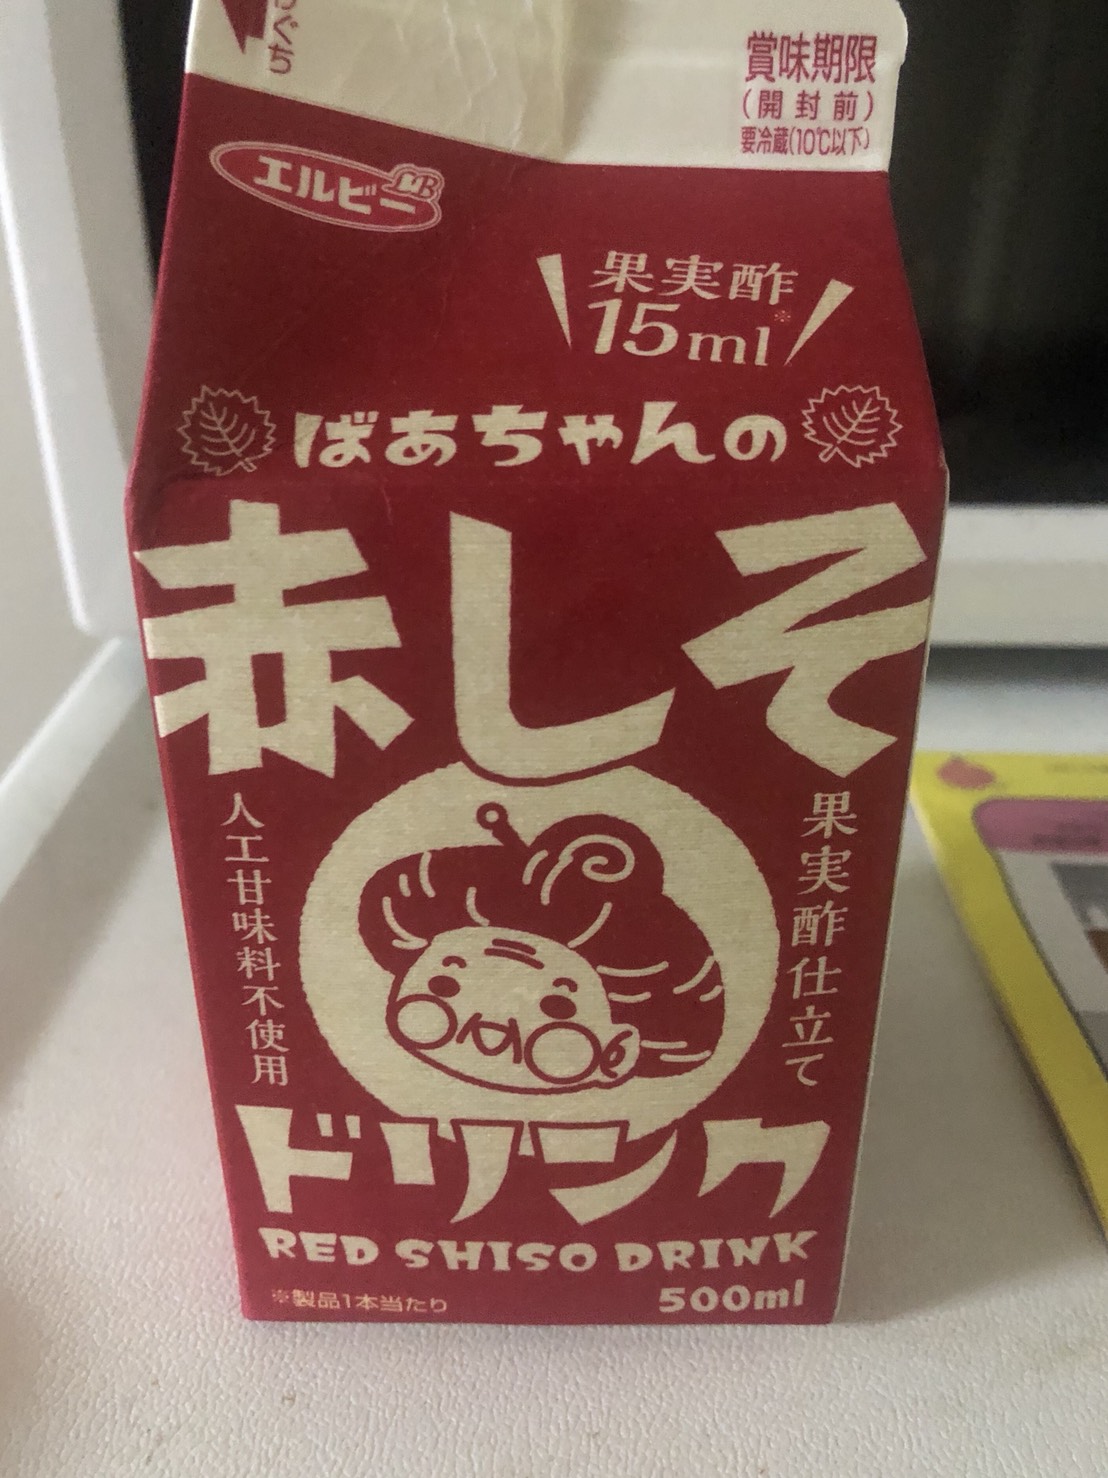 賞味期限
(開封前)
要冷蔵(10℃以下)
エルビー LB
果実酢
15ml※
ばあちゃんの
赤しそ
果実酢仕立て
人工甘味料不使用
ドリンク
RED SHISO DRINK
※製品1本当たり
500ml